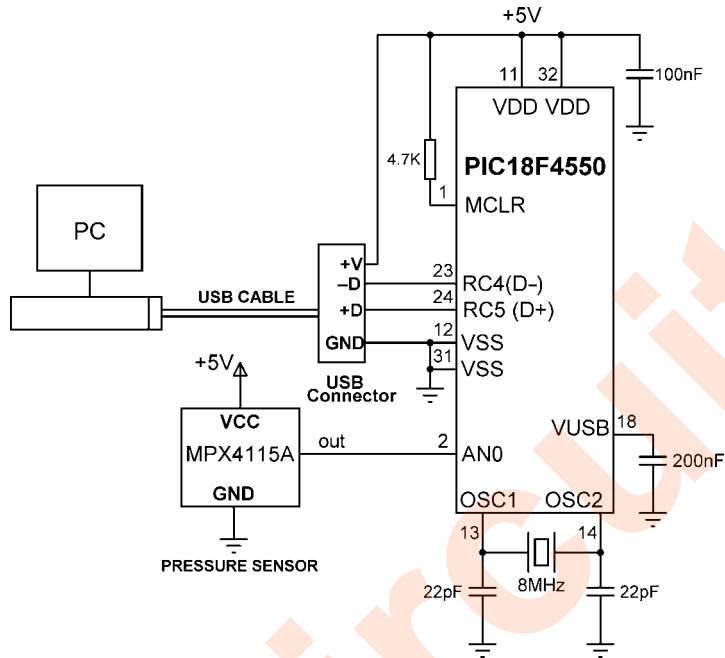 +5V
11 32
VDD VDD
100nF
4.7K
PIC18F4550
1
MCLR
PC
+V
–D
23
RC4(D-)
USB CABLE
+D
24
RC5 (D+)
GND
12
VSS
31
VSS
USB
Connector
+5V
VCC
MPX4115A
out
2
AN0
GND
PRESSURE SENSOR
VUSB
18
200nF
OSC1 OSC2
13
14
22pF
8MHz
22pF
ircuit